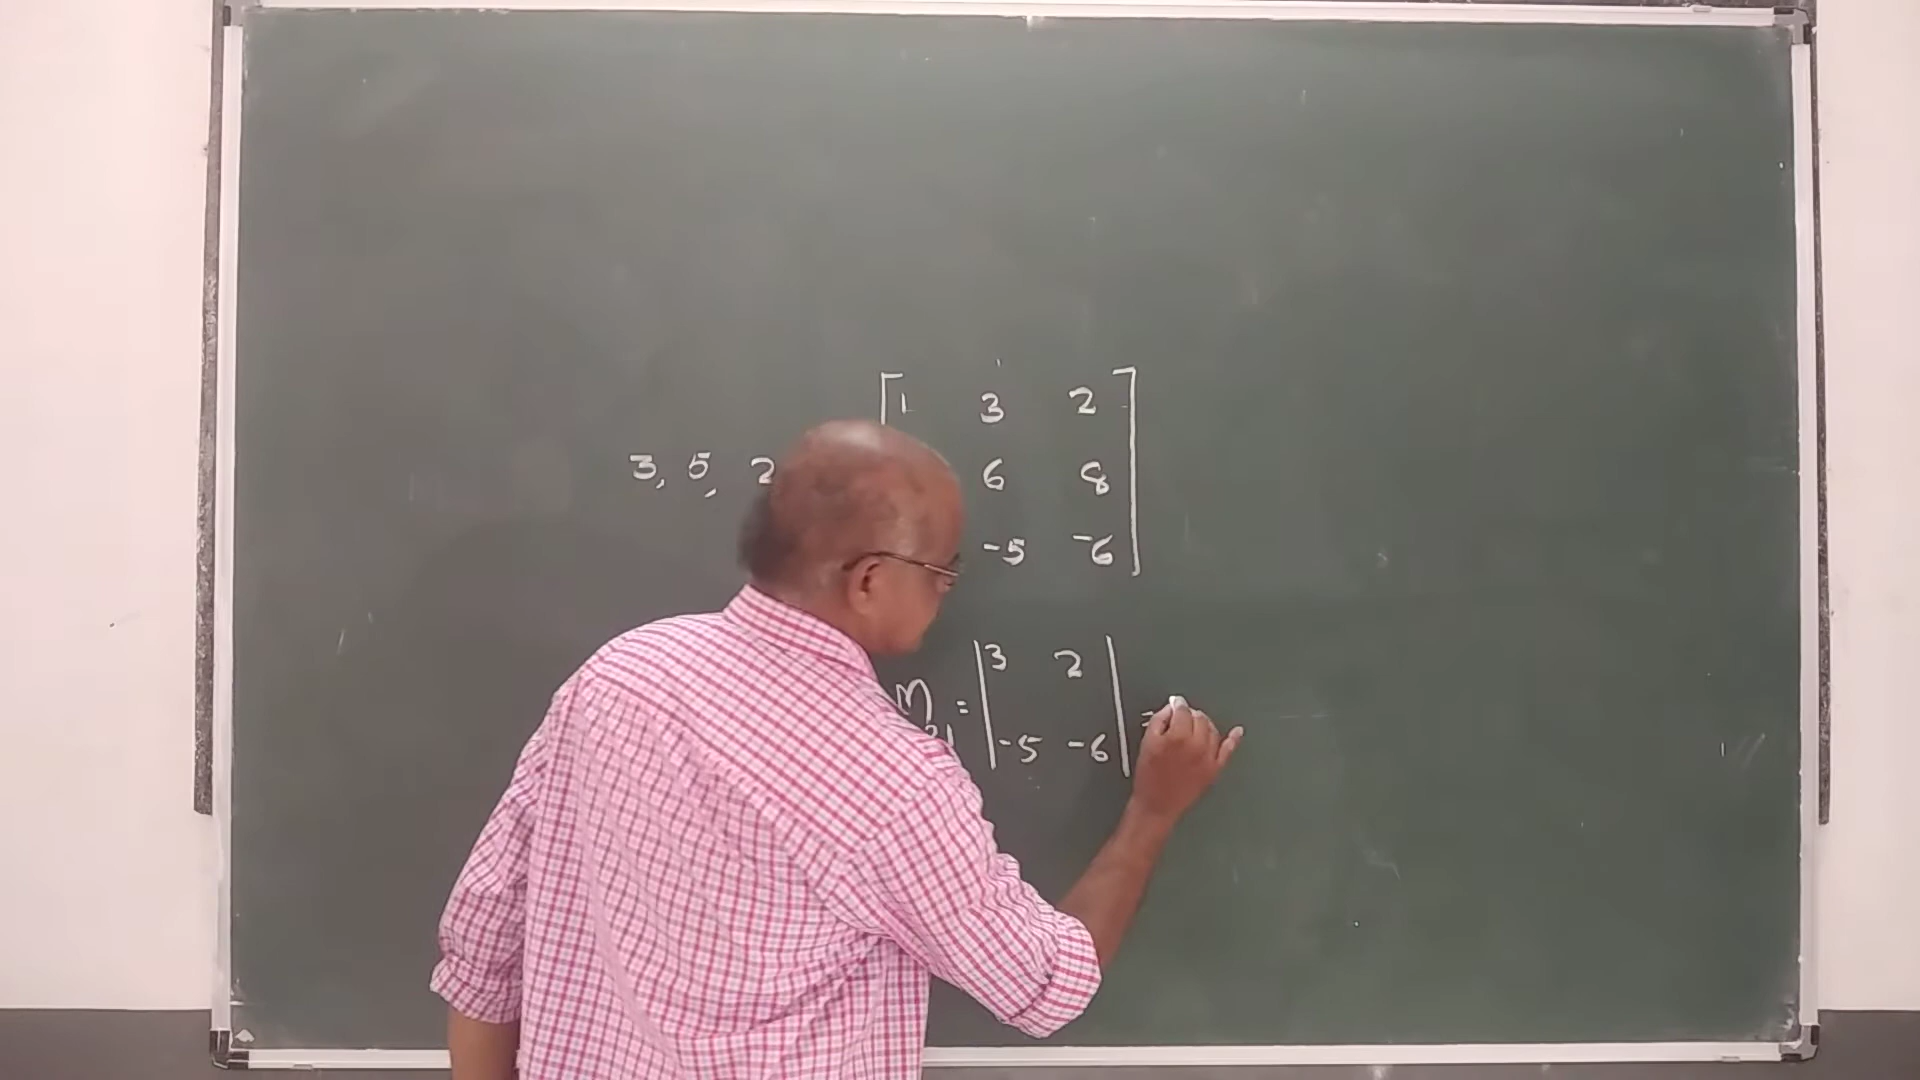 1 3 2
3, 5, 2 6 8
-5 -6
M21 = | 3 2 | =
| -5 -6 |